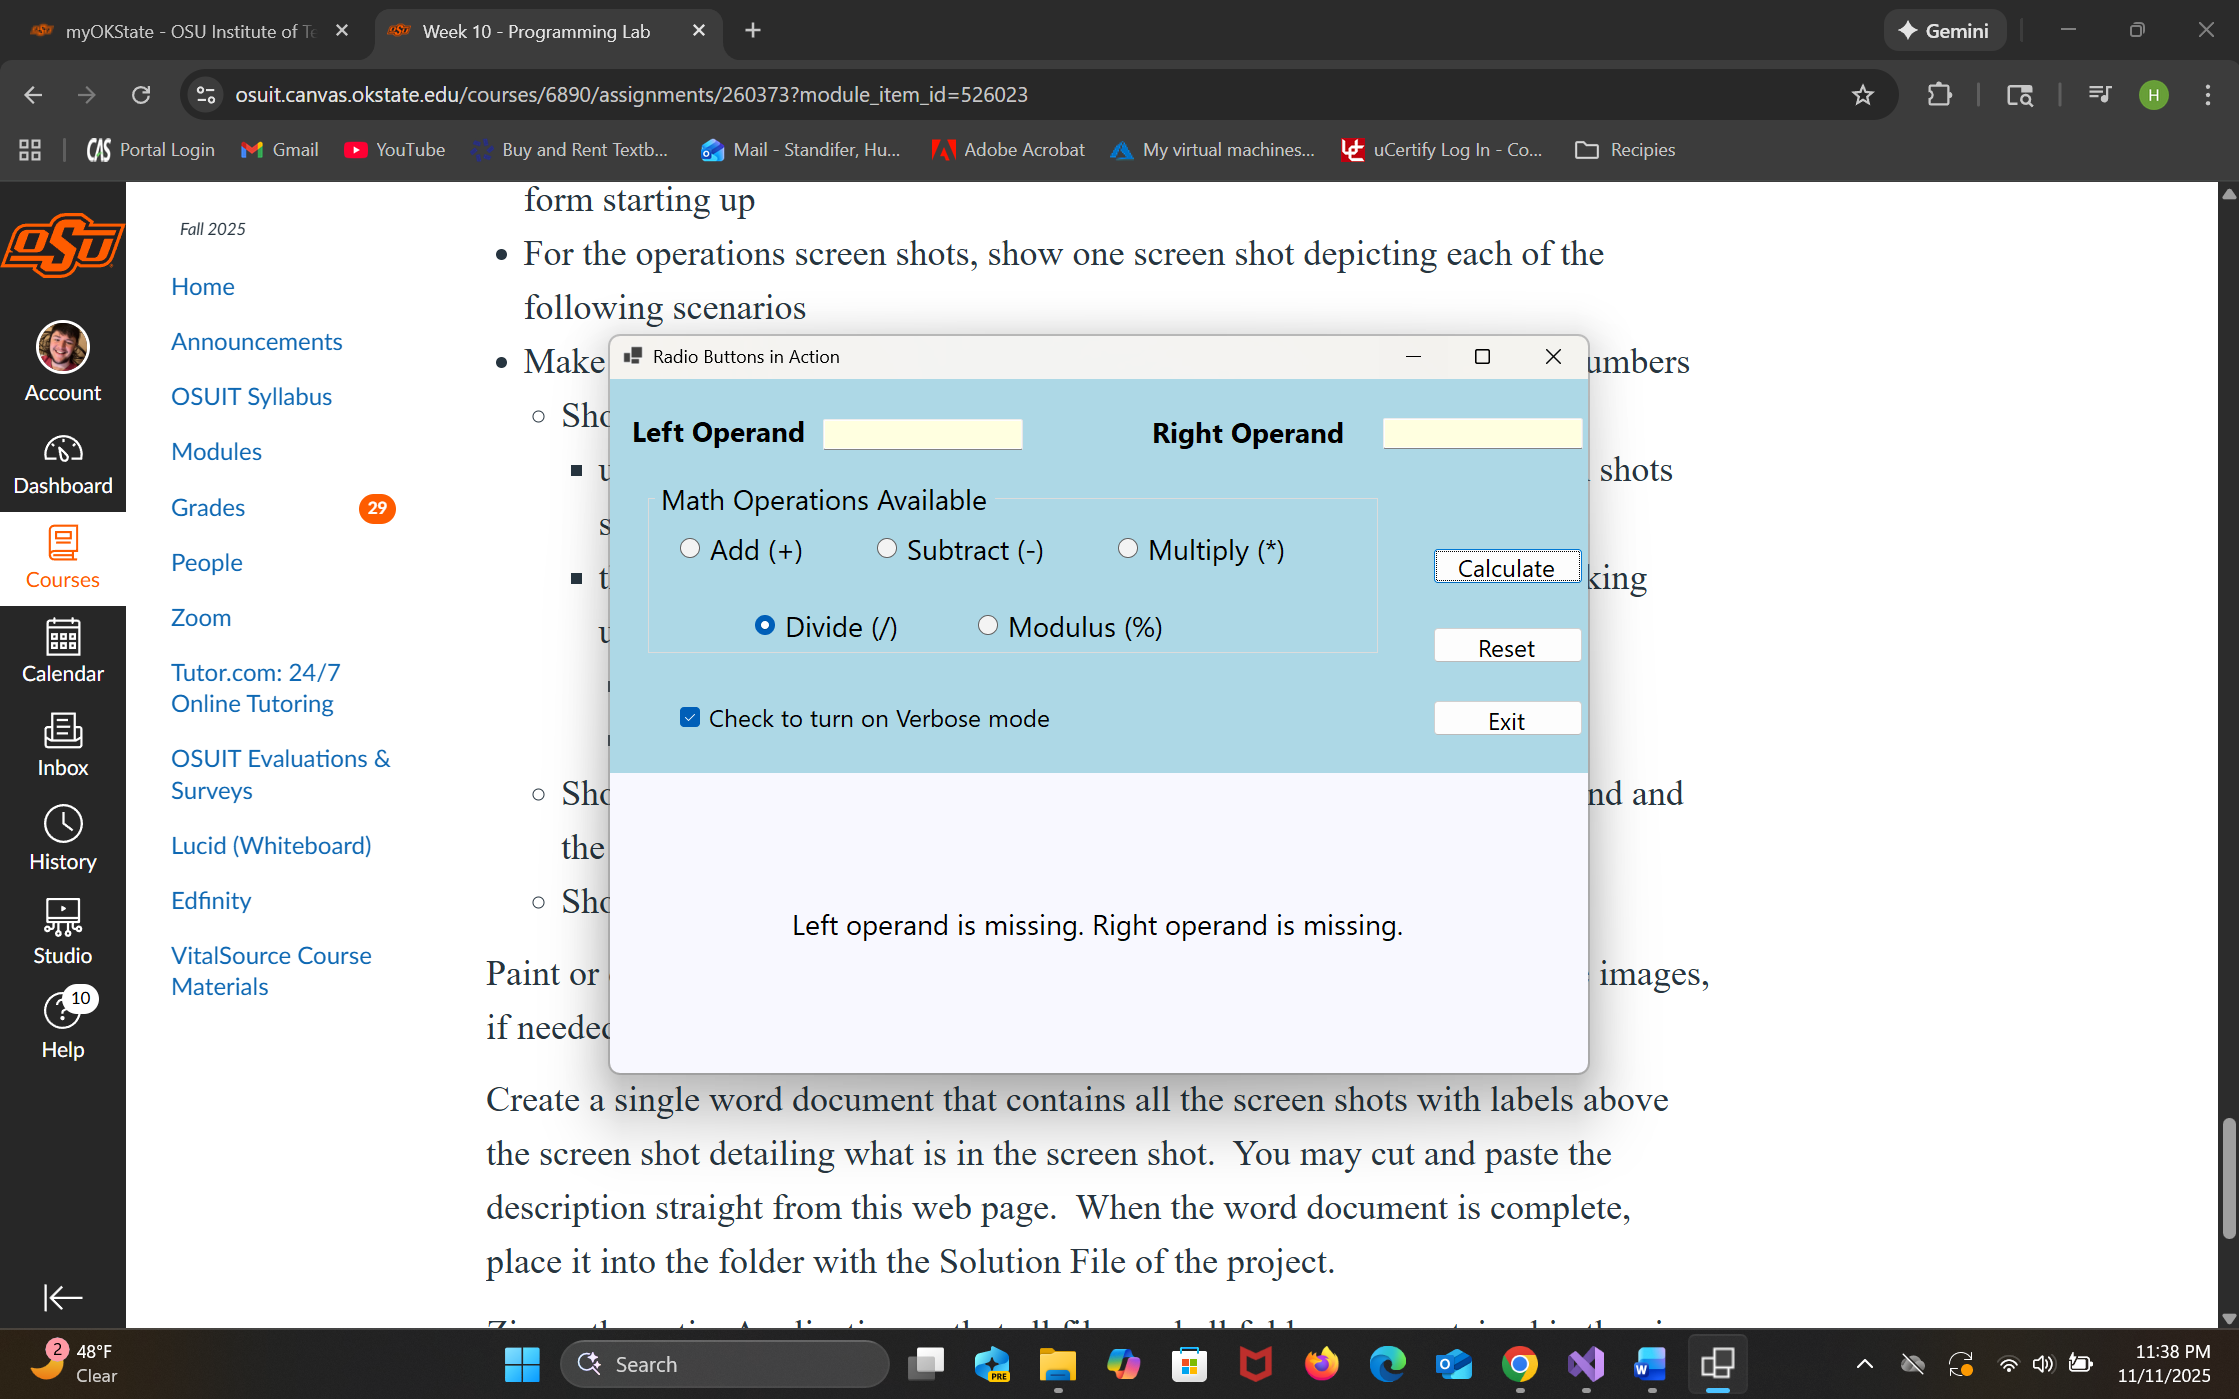 myOKState - OSU Institute of Te
Week 10 - Programming Lab
Gemini
osuit.canvas.okstate.edu/courses/6890/assignments/260373?module_item_id=526023
H
CAS Portal Login
Gmail
YouTube
Buy and Rent Textb...
Mail - Standifer, Hu...
Adobe Acrobat
My virtual machines...
uCertify Log In - Co...
Recipies
OSU
Account
Dashboard
Courses
Calendar
Inbox
History
Studio
10
Help
Fall 2025
Home
Announcements
OSUIT Syllabus
Modules
Grades 29
People
Zoom
Tutor.com: 24/7
Online Tutoring
OSUIT Evaluations &
Surveys
Lucid (Whiteboard)
Edfinity
VitalSource Course
Materials
form starting up
• For the operations screen shots, show one screen shot depicting each of the
following scenarios
• Make
umbers
shots
king
nd and
the
Paint or
images,
if needed
Radio Buttons in Action
Left Operand
Right Operand
Math Operations Available
Add (+)
Subtract (-)
Multiply (*)
Calculate
Divide (/)
Modulus (%)
Reset
Check to turn on Verbose mode
Exit
Left operand is missing. Right operand is missing.
Create a single word document that contains all the screen shots with labels above
the screen shot detailing what is in the screen shot. You may cut and paste the
description straight from this web page. When the word document is complete,
place it into the folder with the Solution File of the project.
2
48°F
Clear
Search
PRE
11:38 PM
11/11/2025